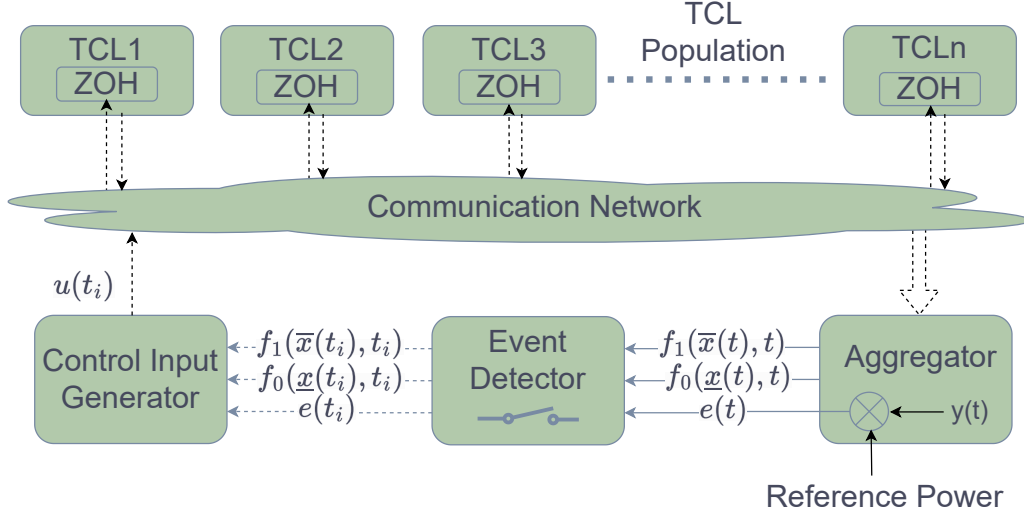 TCL1
ZOH
TCL2
ZOH
TCL3
ZOH
TCL
Population
TCLn
ZOH
Communication Network
u(t_i)
Control Input
Generator
f_1(\overline{x}(t_i), t_i)
f_0(\underline{x}(t_i), t_i)
e(t_i)
Event
Detector
f_1(\overline{x}(t), t)
f_0(\underline{x}(t), t)
e(t)
Aggregator
y(t)
Reference Power